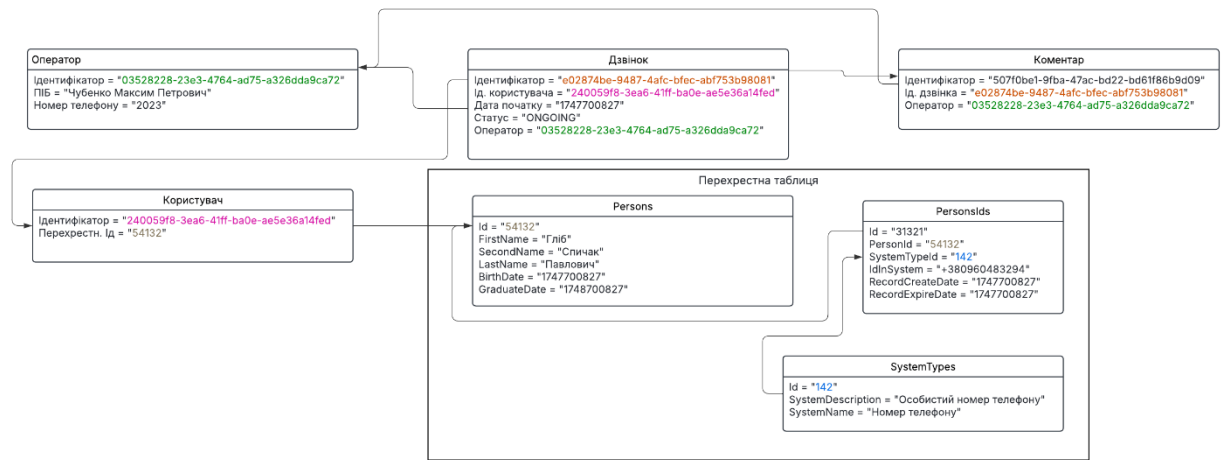 Оператор
Ідентифікатор = "03528228-23e3-4764-ad75-a326dda9ca72"
ПІБ = "Чубенко Максим Петрович"
Номер телефону = "2023"
Дзвінок
Ідентифікатор = "e02874be-9487-4afc-bfec-abf753b98081"
Ід. користувача = "240059f8-3ea6-41ff-ba0e-ae5e36a14fed"
Дата початку = "1747700827"
Статус = "ONGOING"
Оператор = "03528228-23e3-4764-ad75-a326dda9ca72"
Коментар
Ідентифікатор = "507f0be1-9fba-47ac-bd22-bd61f86b9d09"
Ід. дзвінка = "e02874be-9487-4afc-bfec-abf753b98081"
Оператор = "03528228-23e3-4764-ad75-a326dda9ca72"
Користувач
Ідентифікатор = "240059f8-3ea6-41ff-ba0e-ae5e36a14fed"
Перехрестн. Ід = "54132"
Перехрестна таблиця
Persons
Id = "54132"
FirstName = "Гліб"
SecondName = "Спичак"
LastName = "Павлович"
BirthDate = "1747700827"
GraduateDate = "1748700827"
PersonsIds
Id = "31321"
PersonId = "54132"
SystemTypeId = "142"
IdInSystem = "+380960483294"
RecordCreateDate = "1747700827"
RecordExpireDate = "1747700827"
SystemTypes
Id = "142"
SystemDescription = "Особистий номер телефону"
SystemName = "Номер телефону"